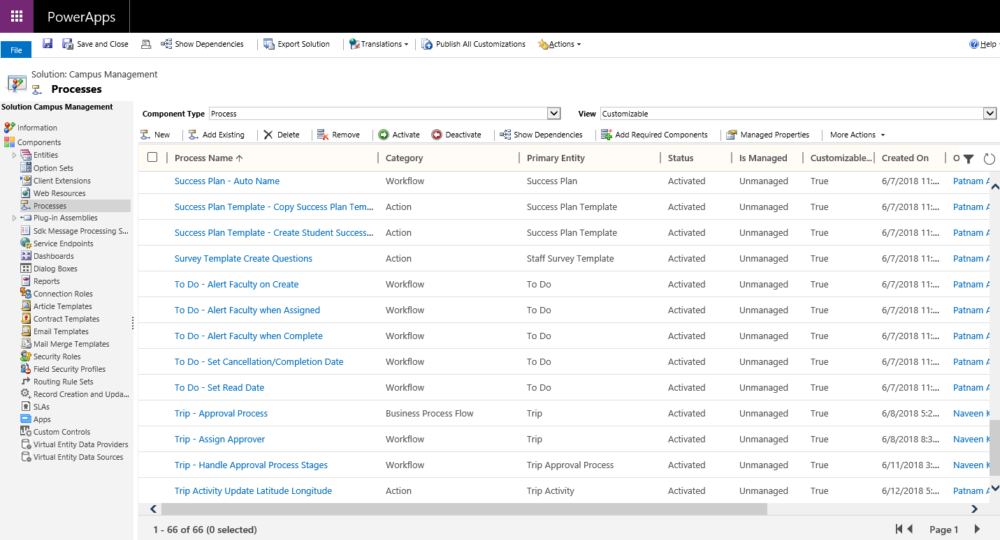 PowerApps
File
Save and Close
Show Dependencies
Export Solution
Translations
Publish All Customizations
Actions
Help
Solution: Campus Management
Processes
Solution Campus Management
Information
Components
Entities
Option Sets
Client Extensions
Web Resources
Processes
Plug-in Assemblies
Sdk Message Processing S...
Service Endpoints
Dashboards
Dialog Boxes
Reports
Connection Roles
Article Templates
Contract Templates
Email Templates
Mail Merge Templates
Security Roles
Field Security Profiles
Routing Rule Sets
Record Creation and Upda...
SLAs
Apps
Custom Controls
Virtual Entity Data Providers
Virtual Entity Data Sources
Component Type Process View Customizable
New Add Existing Delete Remove Activate Deactivate Show Dependencies Add Required Components Managed Properties More Actions
Process Name Category Primary Entity Status Is Managed Customizable... Created On O
Success Plan - Auto Name Workflow Success Plan Activated Unmanaged True 6/7/2018 11:... Patnam A
Success Plan Template - Copy Success Plan Tem... Action Success Plan Template Activated Unmanaged True 6/7/2018 11:... Patnam A
Success Plan Template - Create Student Success... Action Success Plan Template Activated Unmanaged True 6/7/2018 11:... Patnam A
Survey Template Create Questions Action Staff Survey Template Activated Unmanaged True 6/7/2018 11:... Patnam A
To Do - Alert Faculty on Create Workflow To Do Activated Unmanaged True 6/7/2018 11:... Patnam A
To Do - Alert Faculty when Assigned Workflow To Do Activated Unmanaged True 6/7/2018 11:... Patnam A
To Do - Alert Faculty when Complete Workflow To Do Activated Unmanaged True 6/7/2018 11:... Patnam A
To Do - Set Cancellation/Completion Date Workflow To Do Activated Unmanaged True 6/7/2018 11:... Patnam A
To Do - Set Read Date Workflow To Do Activated Unmanaged True 6/7/2018 11:... Patnam A
Trip - Approval Process Business Process Flow Trip Activated Unmanaged True 6/8/2018 5:2... Naveen K
Trip - Assign Approver Workflow Trip Activated Unmanaged True 6/8/2018 8:3... Naveen K
Trip - Handle Approval Process Stages Workflow Trip Approval Process Activated Unmanaged True 6/11/2018 3:... Naveen K
Trip Activity Update Latitude Longitude Action Trip Activity Activated Unmanaged True 6/12/2018 5:... Patnam A
1 - 66 of 66 (0 selected) Page 1